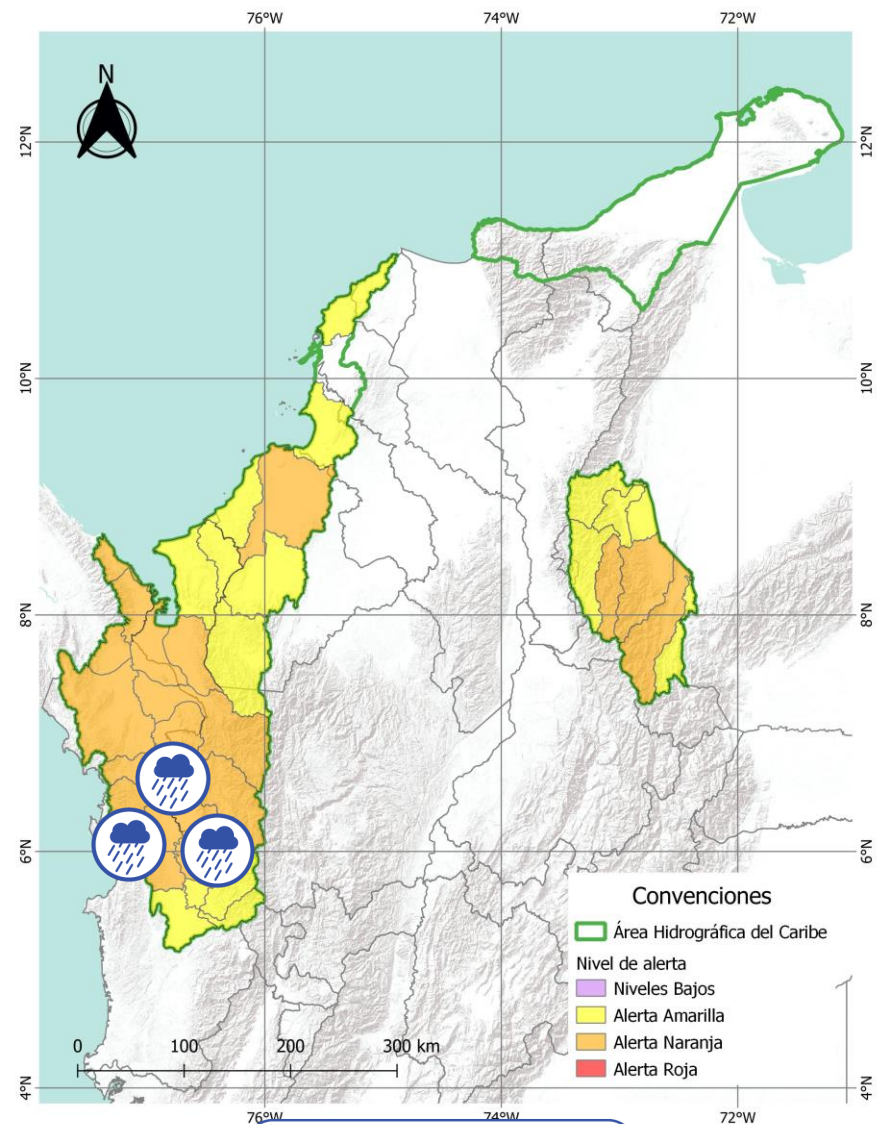 76°W 74°W 72°W
N
12°N 12°N
10°N 10°N
8°N 8°N
6°N 6°N
Convenciones
Área Hidrográfica del Caribe
Nivel de alerta
Niveles Bajos
Alerta Amarilla
Alerta Naranja
Alerta Roja
0 100 200 300 km
4°N 4°N
76°W 74°W 72°W